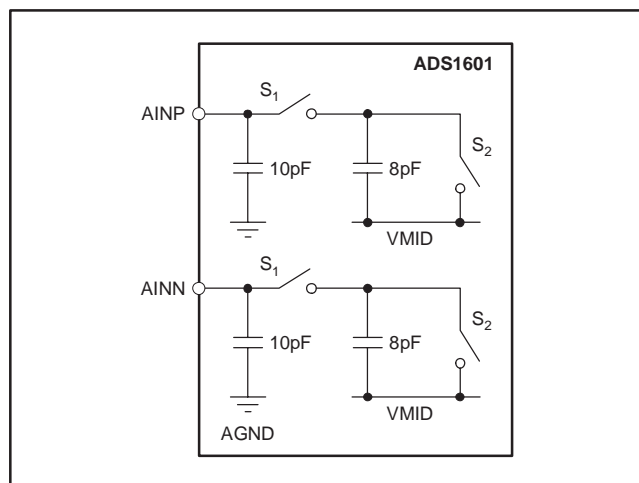 ADS1601
S1
AINP
S2
10pF
8pF
VMID
S1
AINN
S2
10pF
8pF
VMID
AGND